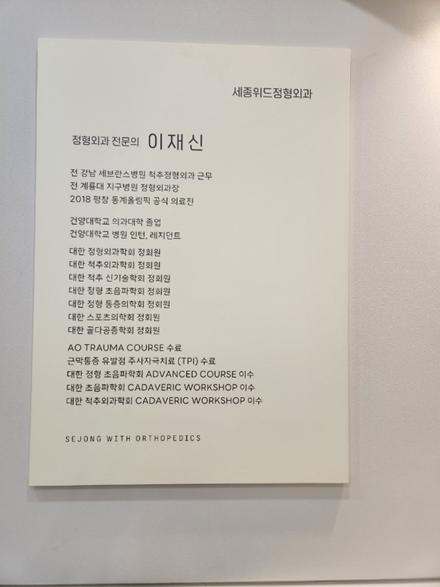 세종위드정형외과
정형외과 전문의 이재신
전 강남 세브란스병원 척추정형외과 근무
전 계룡대 지구병원 정형외과장
2018 평창 동계올림픽 공식 의료진
건양대학교 의과대학 졸업
건양대학교 병원 인턴, 레지던트
대한 정형외과학회 정회원
대한 척추외과학회 정회원
대한 척추 신기술학회 정회원
대한 정형 초음파학회 정회원
대한 정형 통증의학회 정회원
대한 스포츠의학회 정회원
대한 골다공증학회 정회원
AO TRAUMA COURSE 수료
근막통증 유발점 주사자극치료 (TPI) 수료
대한 정형 초음파학회 ADVANCED COURSE 이수
대한 초음파학회 CADAVERIC WORKSHOP 이수
대한 척추외과학회 CADAVERIC WORKSHOP 이수
SEJONG WITH ORTHOPEDICS